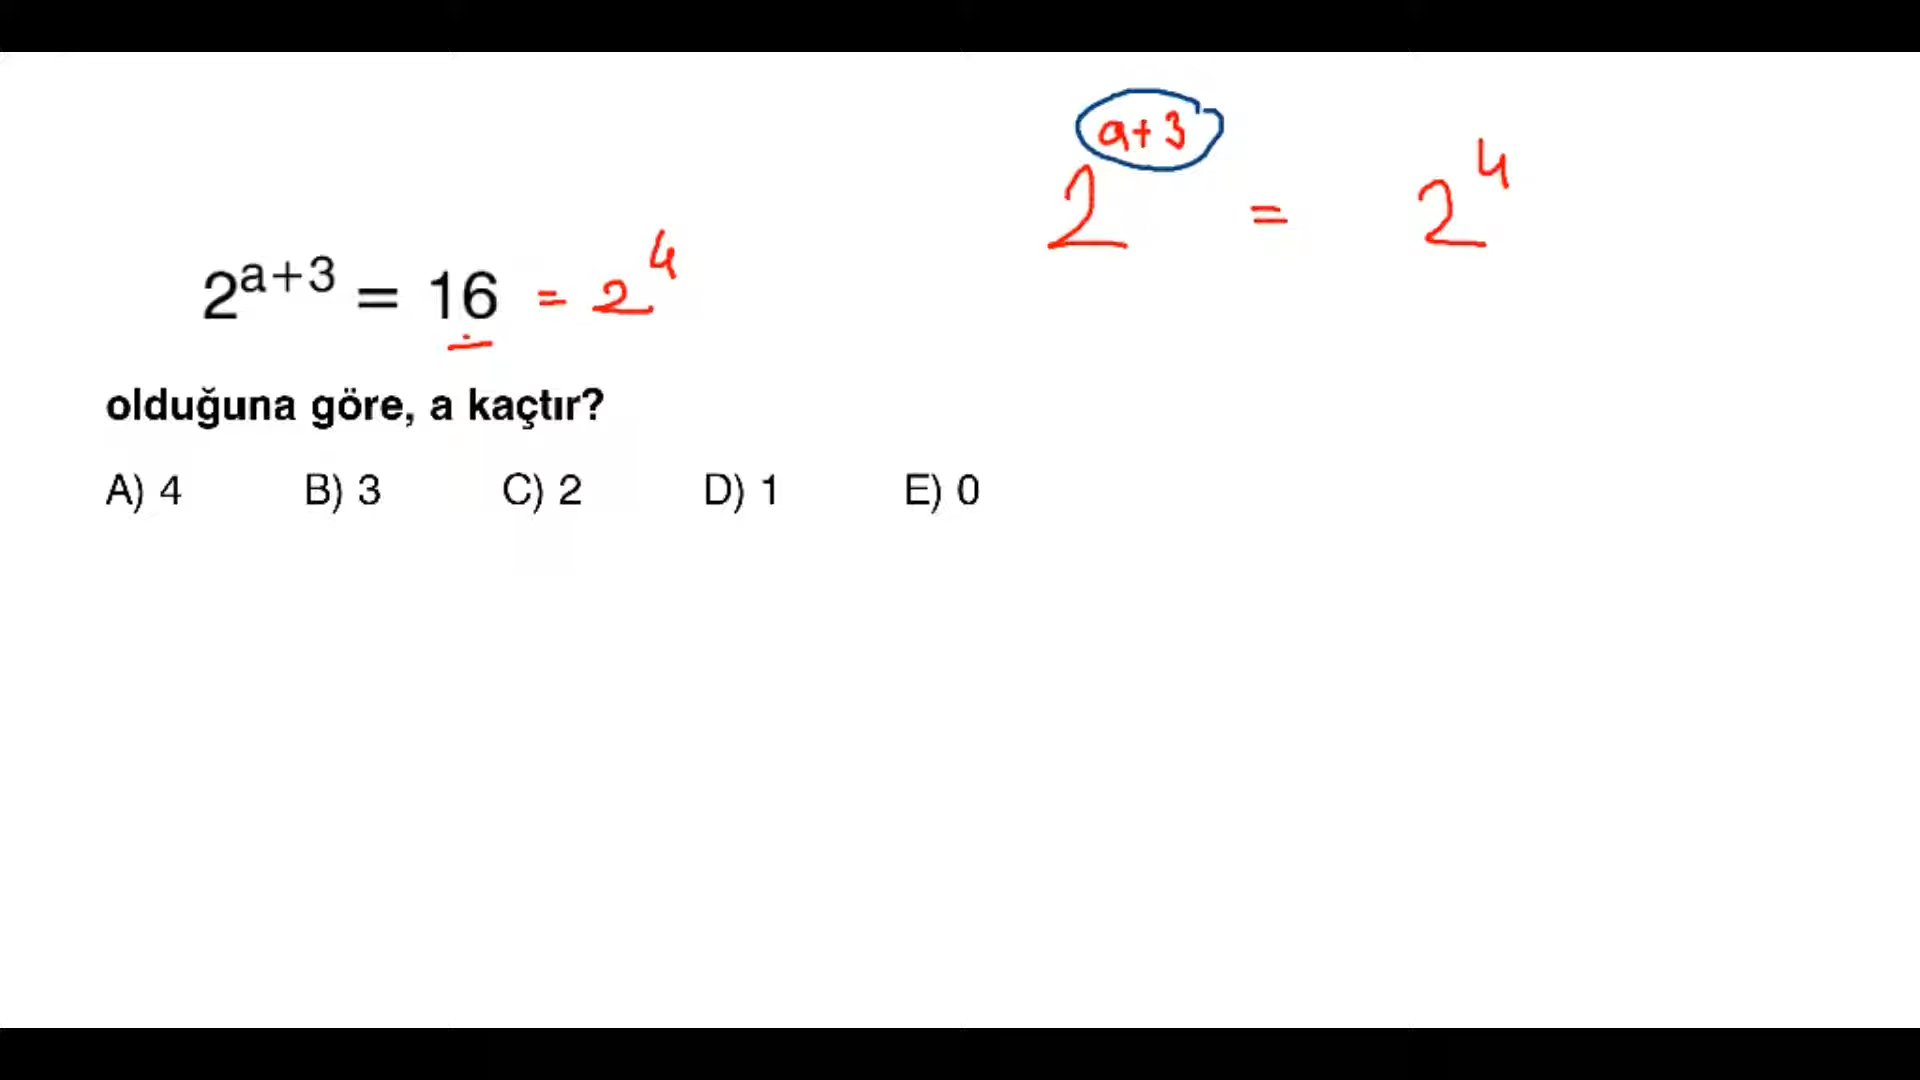 2^{a+3} = 16 = 2^4
olduğuna göre, a kaçtır?
A) 4 B) 3 C) 2 D) 1 E) 0
2^{a+3} = 2^4